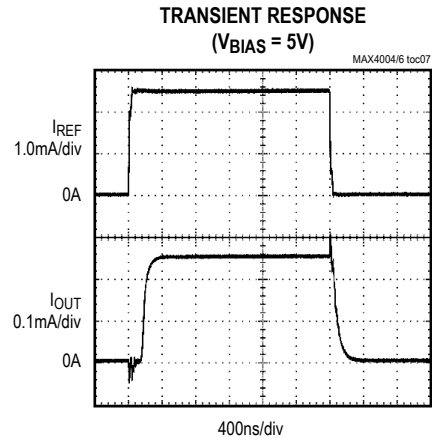 TRANSIENT RESPONSE
(VBIAS = 5V)
MAX4004/6 toc07
IREF
1.0mA/div
0A
IOUT
0.1mA/div
0A
400ns/div